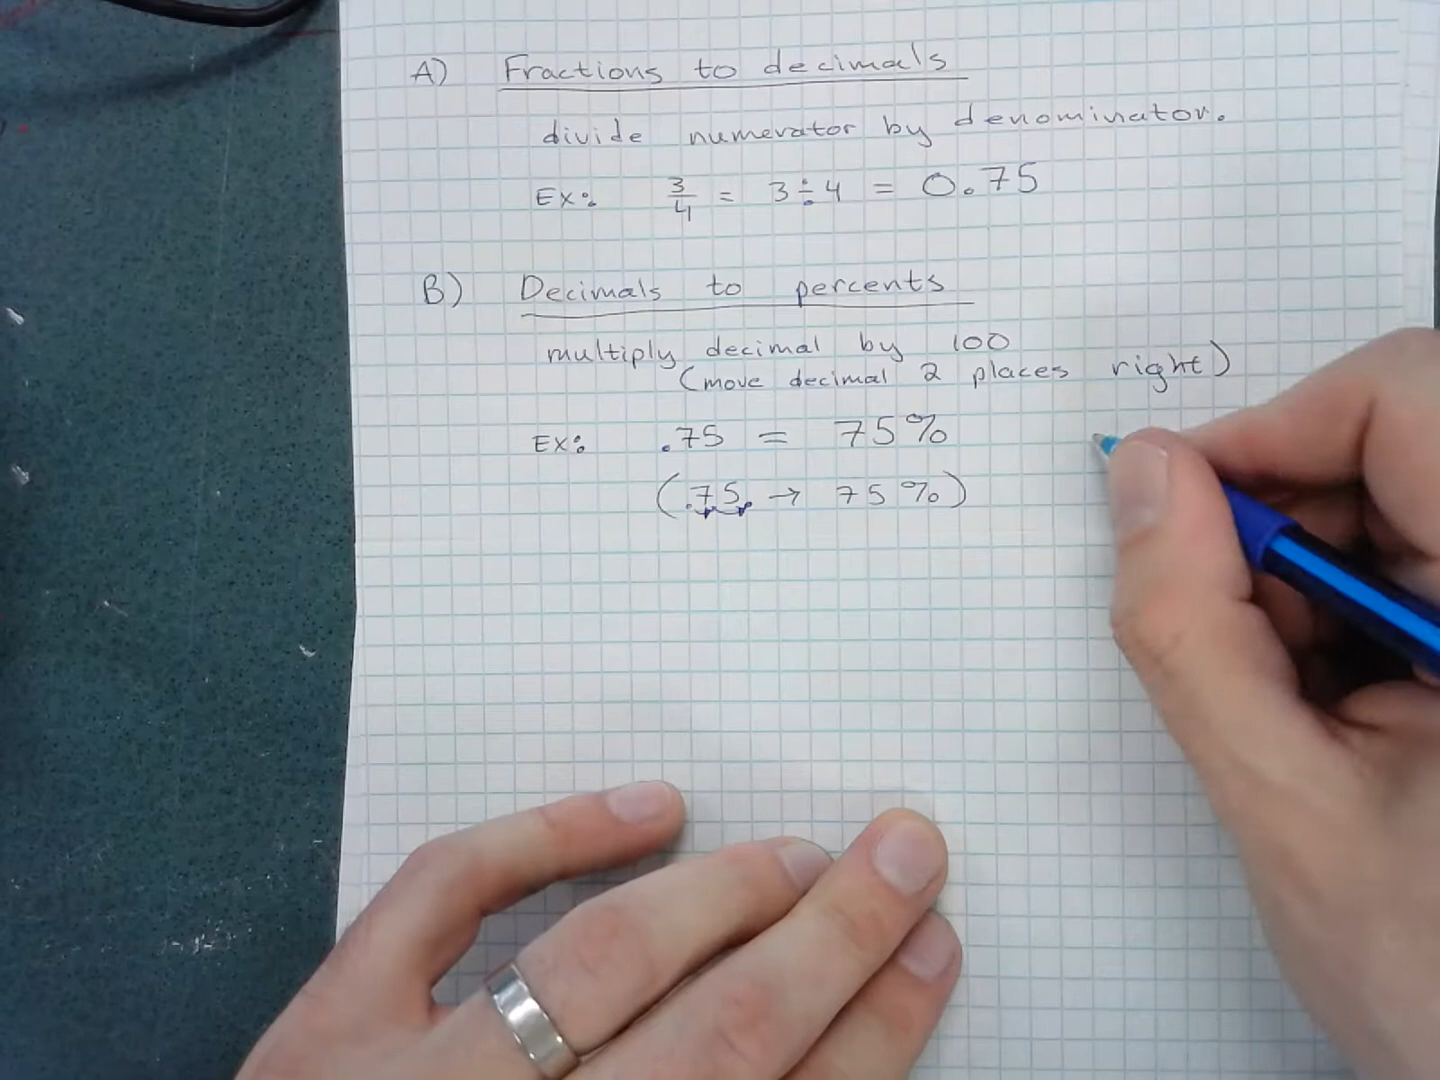 A) Fractions to decimals
divide numerator by denominator.
Ex: 3/4 = 3 ÷ 4 = 0.75
B) Decimals to percents
multiply decimal by 100
(move decimal 2 places right)
Ex: .75 = 75%
(.75. → 75%)